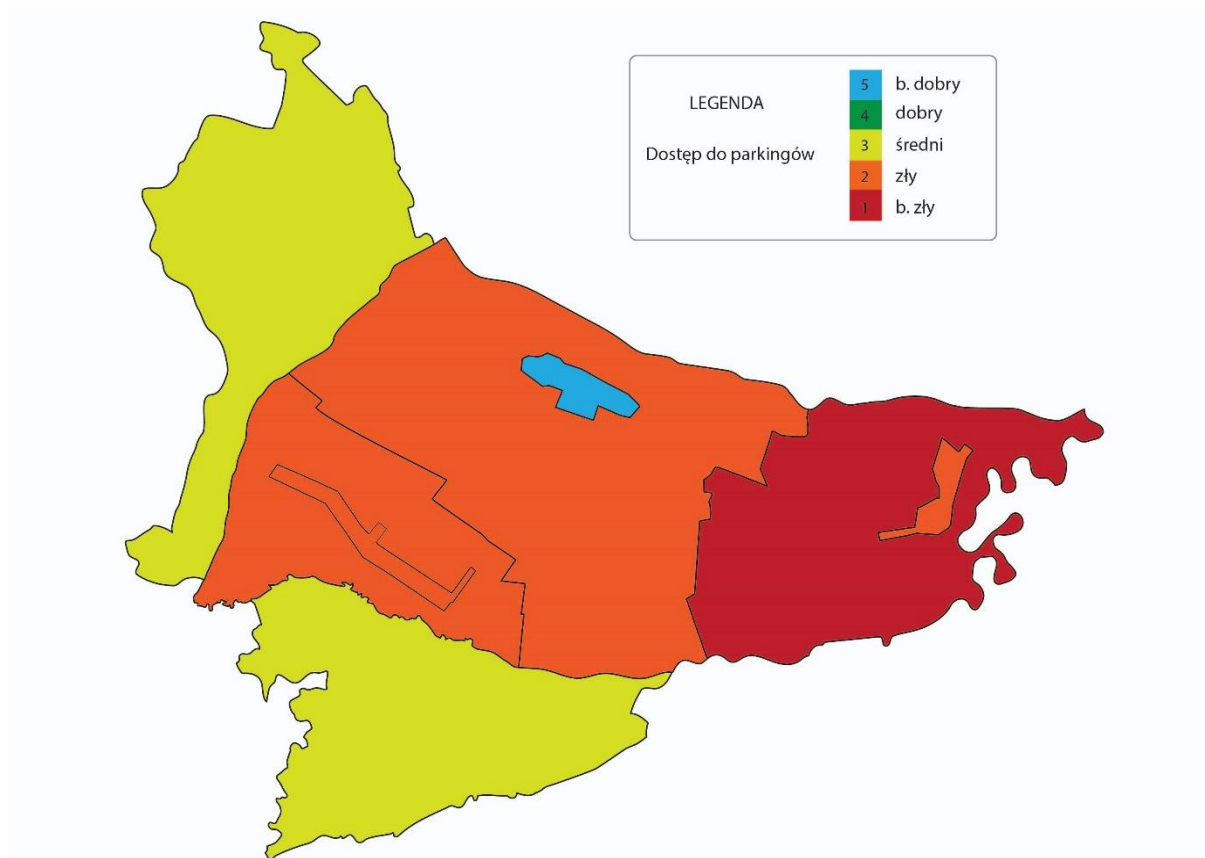 LEGENDA
Dostęp do parkingów
5 b. dobry
4 dobry
3 średni
2 zły
1 b. zły